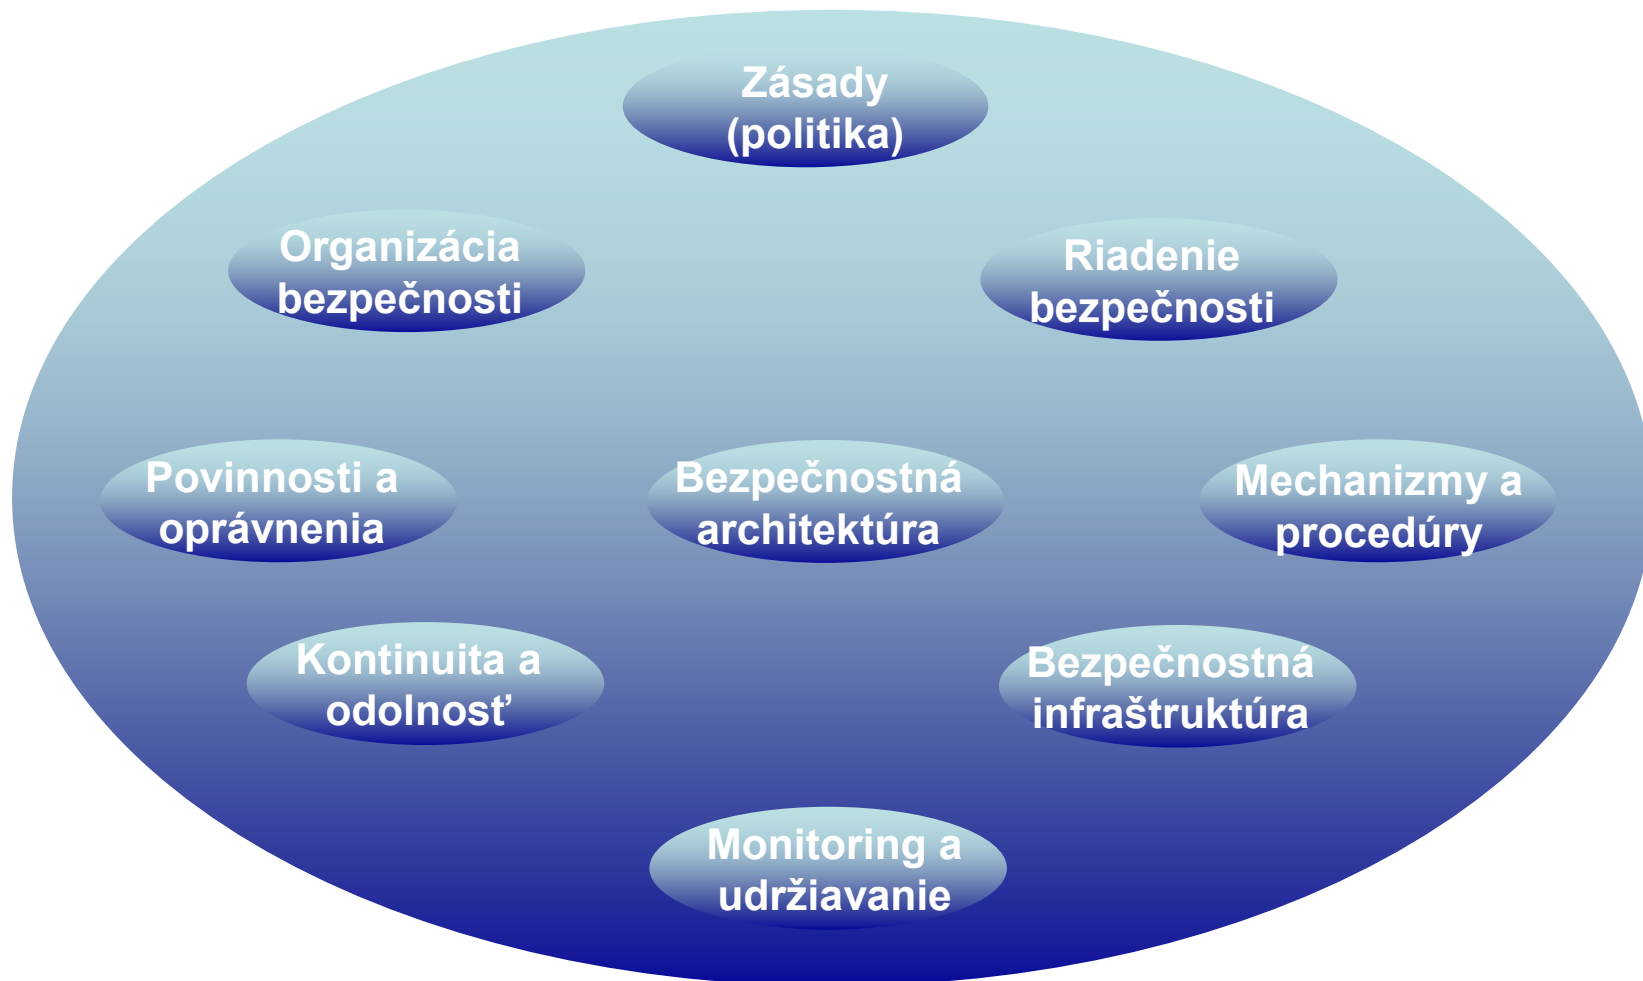 Zásady
(politika)
Organizácia
bezpečnosti
Riadenie
bezpečnosti
Povinnosti a
oprávnenia
Bezpečnostná
architektúra
Mechanizmy a
procedúry
Kontinuita a
odolnosť
Bezpečnostná
infraštruktúra
Monitoring a
udržiavanie